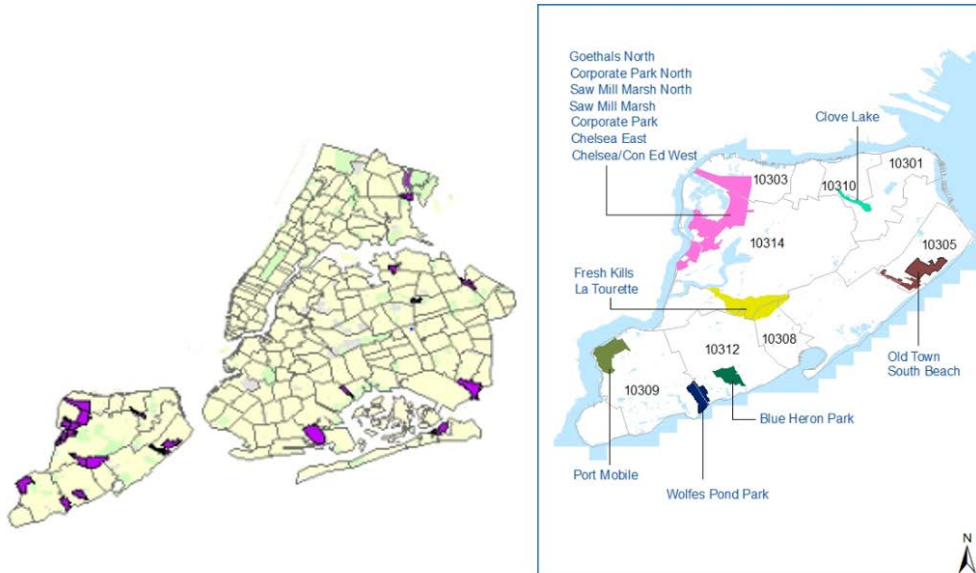 Goethals North
Corporate Park North
Saw Mill Marsh North
Saw Mill Marsh
Corporate Park
Chelsea East
Chelsea/Con Ed West
Clove Lake
10301
10303
10310
10314
10305
Fresh Kills
La Tourette
10308
10312
10309
Old Town
South Beach
Blue Heron Park
Port Mobile
Wolfes Pond Park
N